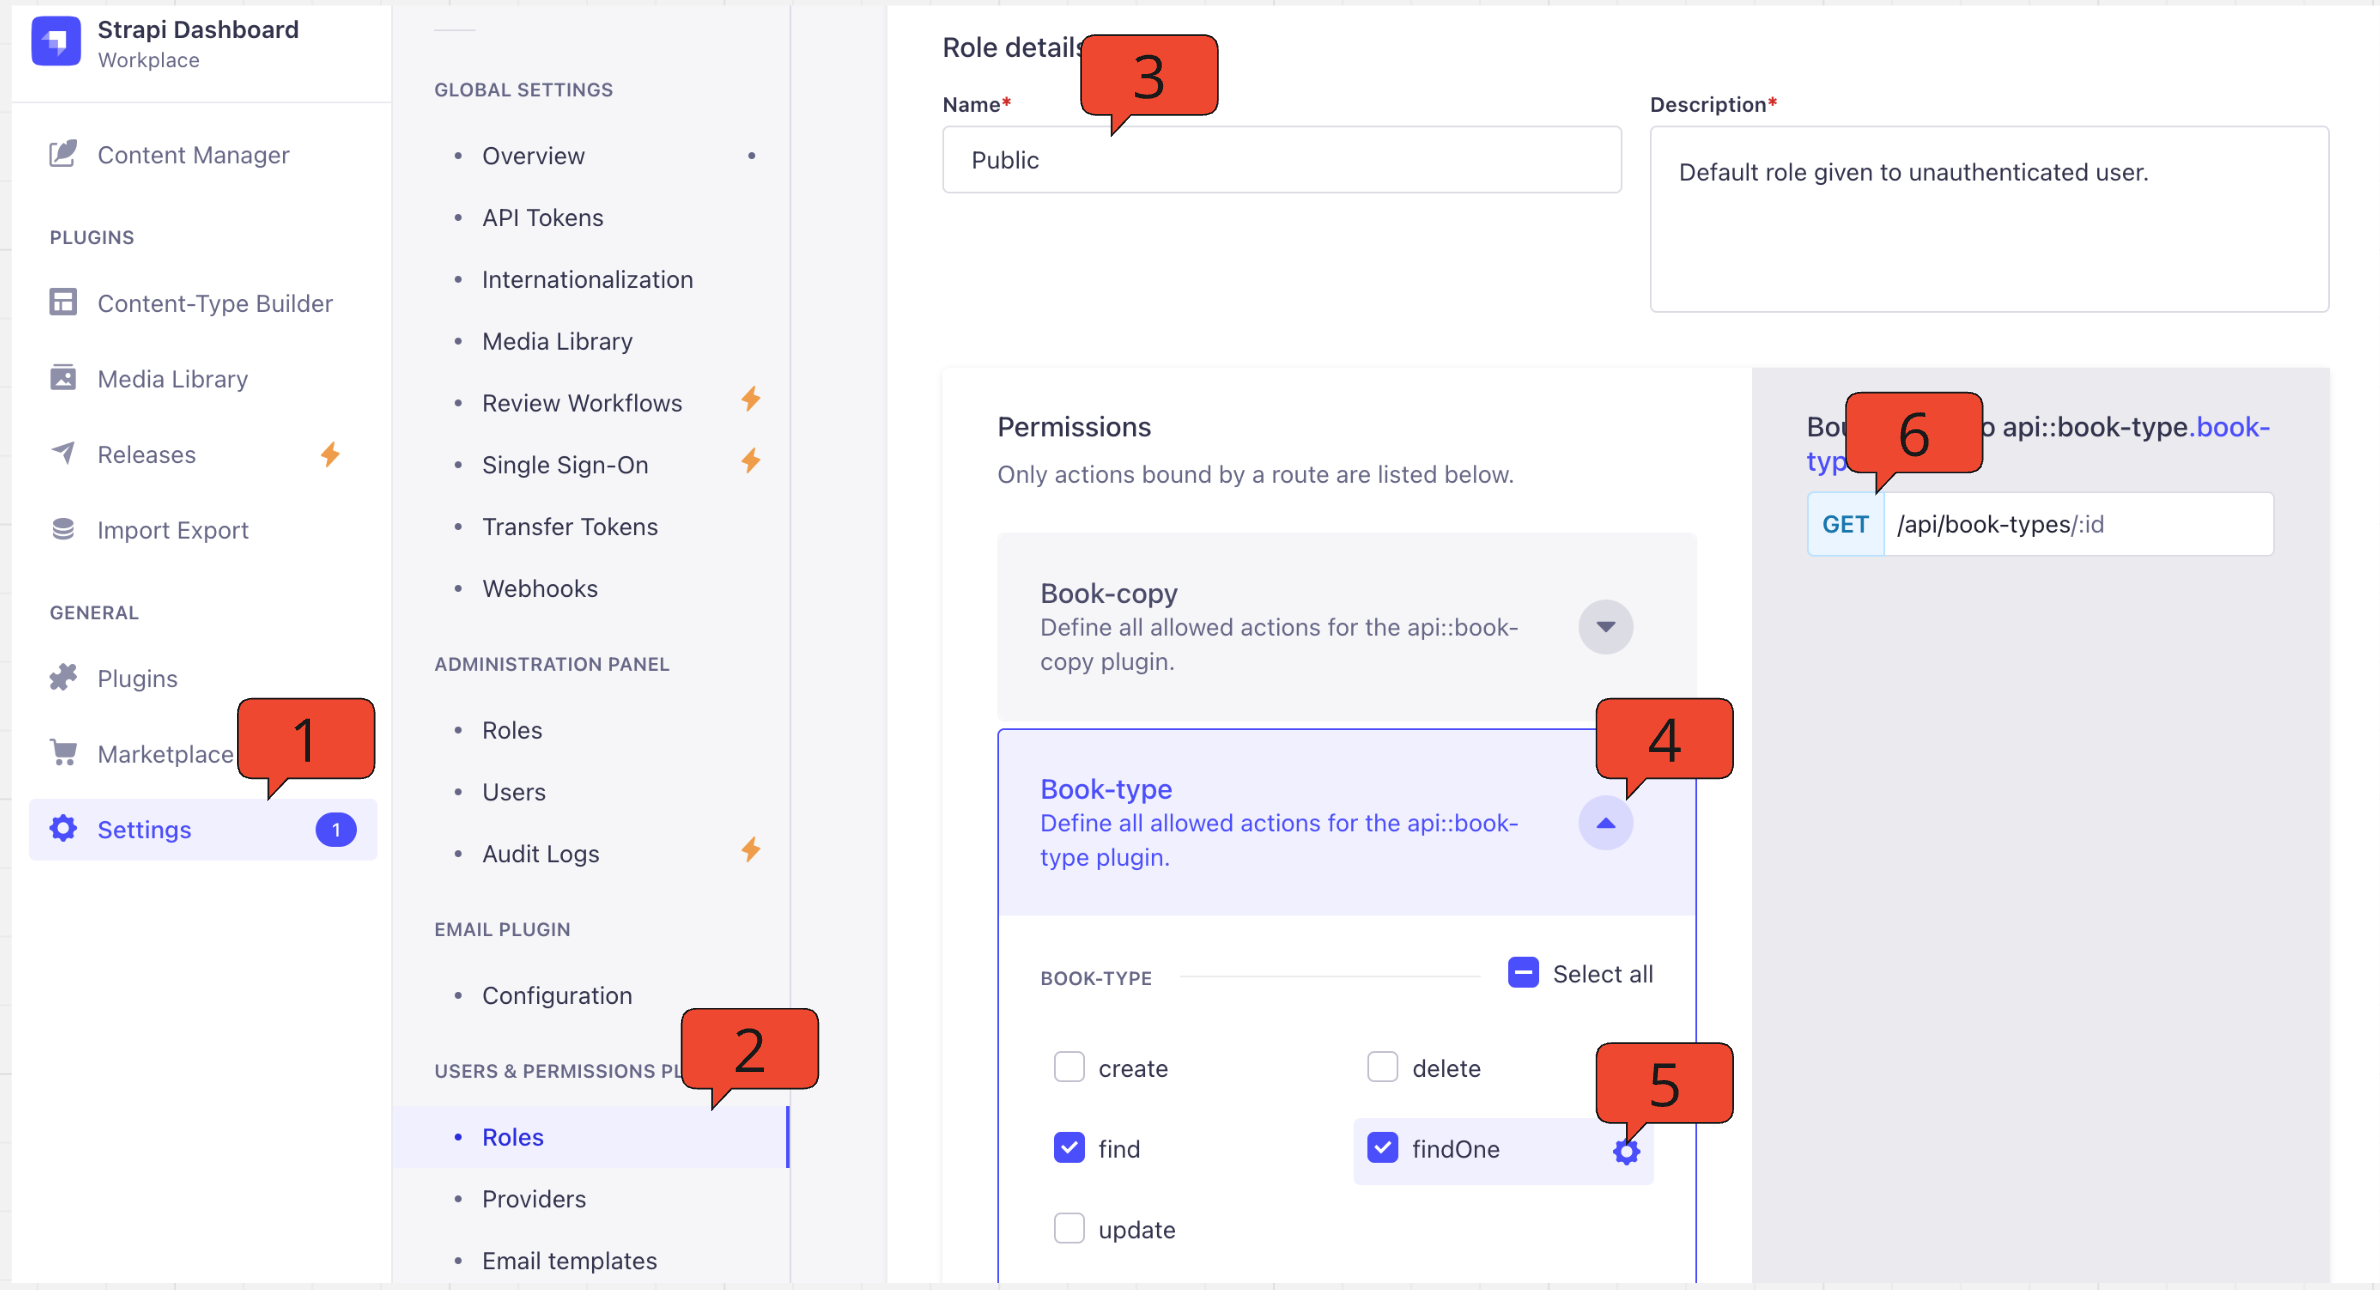 Strapi Dashboard
Workplace
Content Manager
PLUGINS
Content-Type Builder
Media Library
Releases
Import Export
GENERAL
Plugins
Marketplace
1
Settings
1
GLOBAL SETTINGS
Overview
API Tokens
Internationalization
Media Library
Review Workflows
Single Sign-On
Transfer Tokens
Webhooks
ADMINISTRATION PANEL
Roles
Users
Audit Logs
EMAIL PLUGIN
Configuration
2
USERS & PERMISSIONS
Roles
Providers
Email templates
Role details
3
Name*
Public
Description*
Default role given to unauthenticated user.
Permissions
Only actions bound by a route are listed below.
Book-copy
Define all allowed actions for the api::book-
copy plugin.
4
Book-type
Define all allowed actions for the api::book-
type plugin.
BOOK-TYPE
Select all
create
delete
5
find
findOne
update
6
api::book-type.book-
GET
/api/book-types/:id